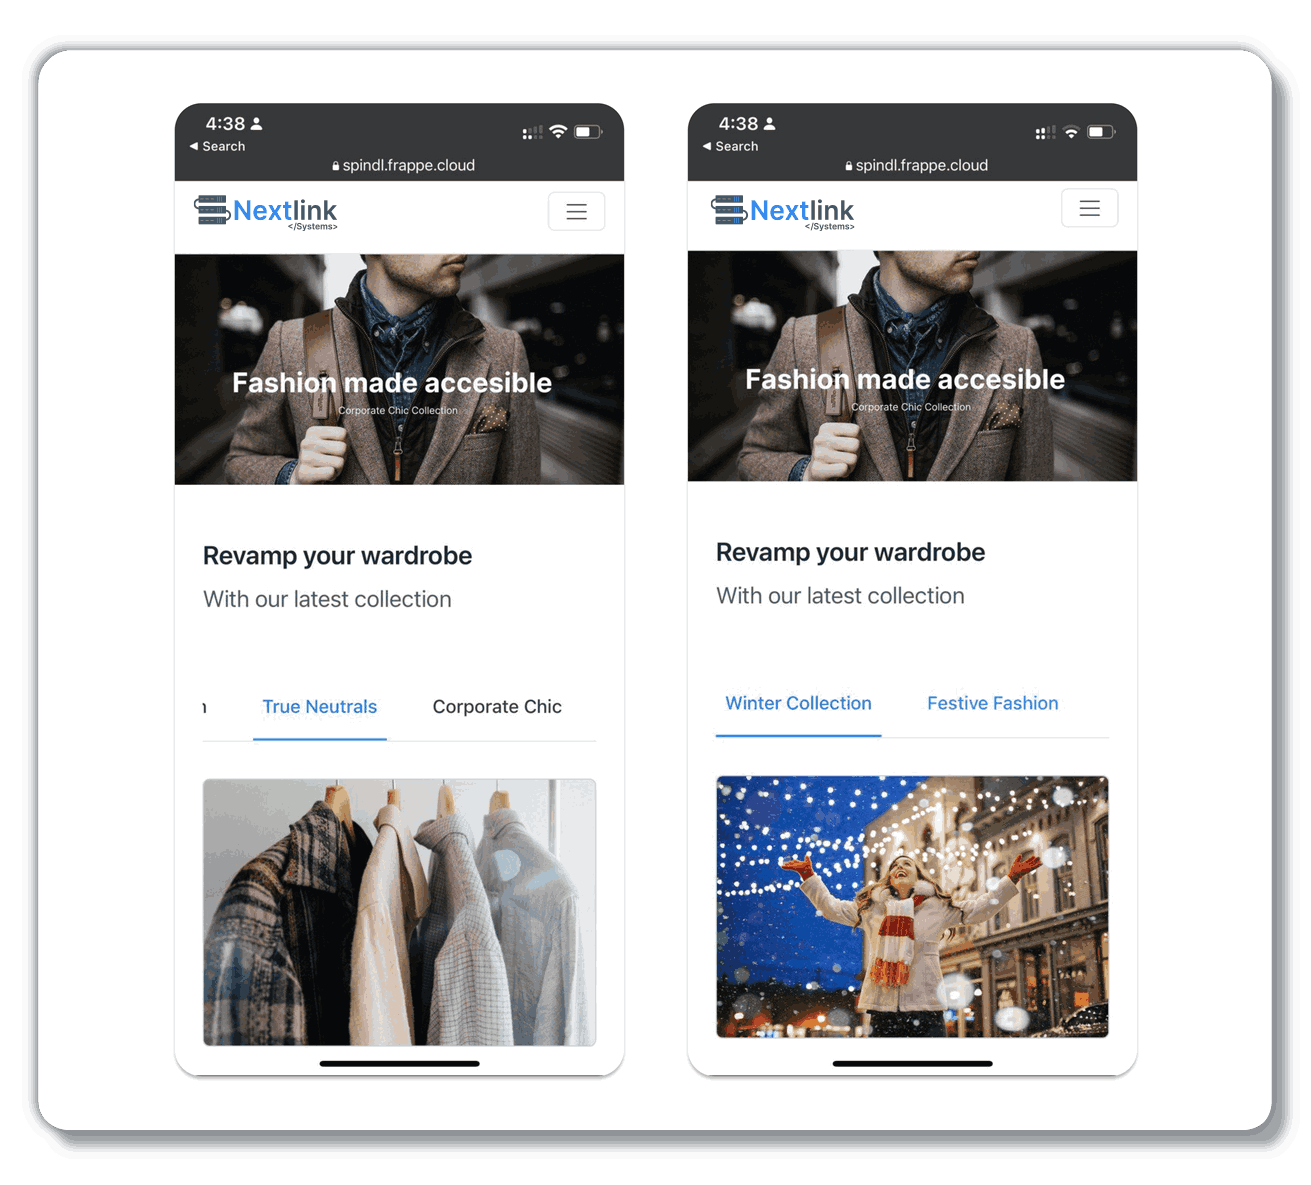 4:38
Search
spindl.frappe.cloud
Nextlink
</Systems>
Fashion made accesible
Corporate Chic Collection
Revamp your wardrobe
With our latest collection
n True Neutrals Corporate Chic
4:38
Search
spindl.frappe.cloud
Nextlink
</Systems>
Fashion made accesible
Corporate Chic Collection
Revamp your wardrobe
With our latest collection
Winter Collection Festive Fashion